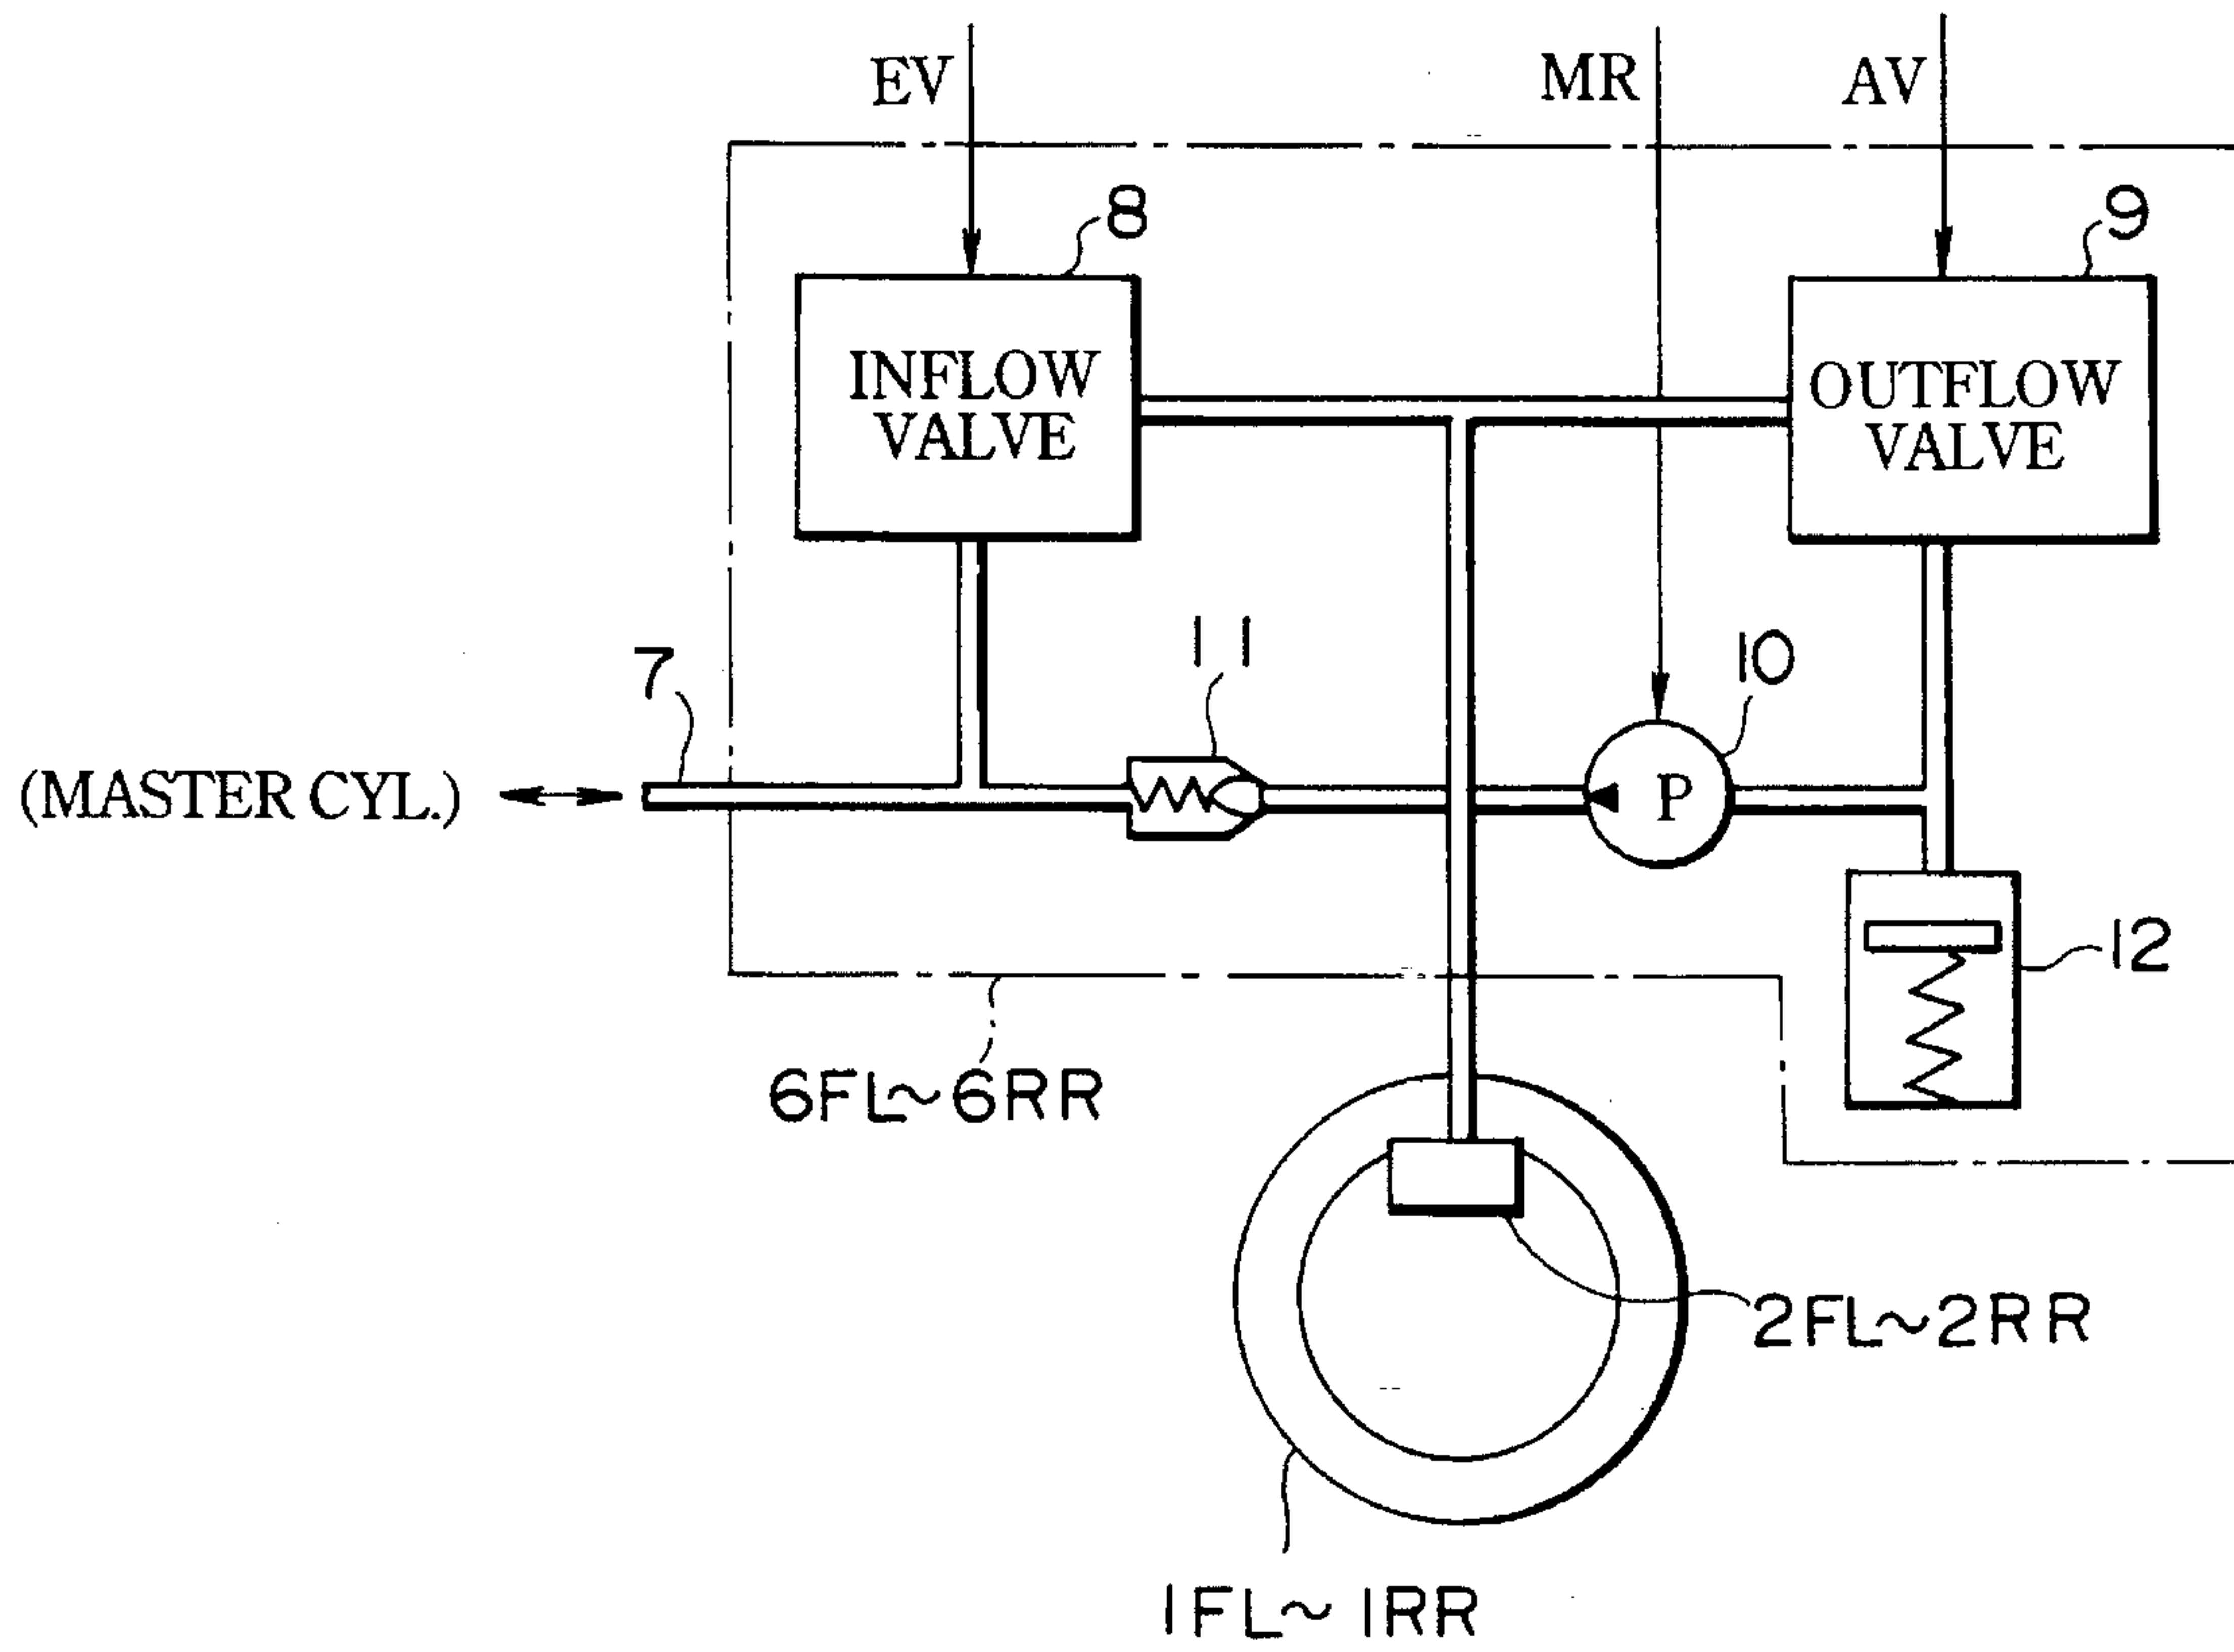 EV
MR
AV
8
9
INFLOW
VALVE
OUTFLOW
VALVE
7
11
10
(MASTER CYL.)
P
12
6FL~6RR
2FL~2RR
1FL~1RR